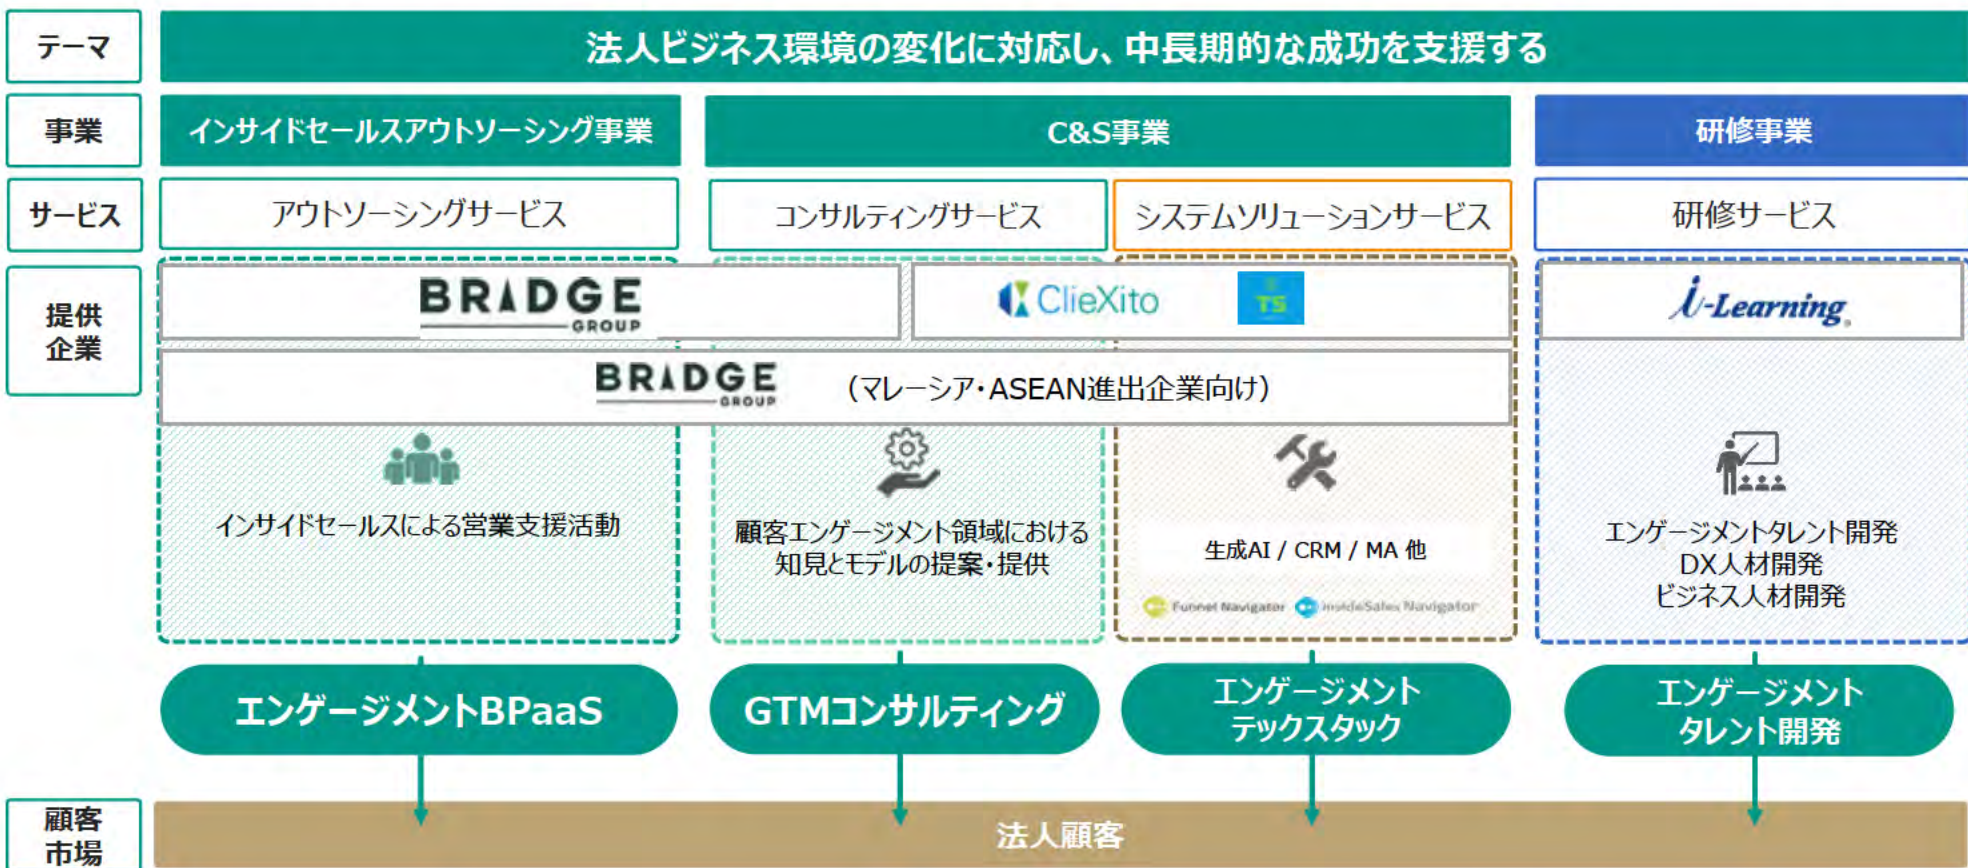 テーマ
法人ビジネス環境の変化に対応し、中長期的な成功を支援する
事業
インサイドセールスアウトソーシング事業
C&S事業
研修事業
サービス
アウトソーシングサービス
コンサルティングサービス
システムソリューションサービス
研修サービス
提供
企業
BRIDGE
GROUP
ClieXito
TS
i-Learning
BRIDGE
GROUP
(マレーシア・ASEAN進出企業向け)
インサイドセールスによる営業支援活動
顧客エンゲージメント領域における
知見とモデルの提案・提供
生成AI / CRM / MA 他
Funnel Navigator
InsideSales Navigator
エンゲージメントタレント開発
DX人材開発
ビジネス人材開発
エンゲージメントBPaaS
GTMコンサルティング
エンゲージメント
テックスタック
エンゲージメント
タレント開発
顧客
市場
法人顧客